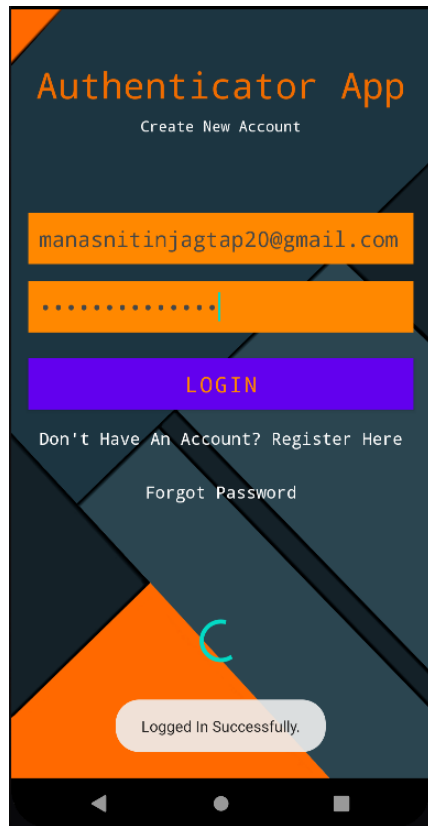 Authenticator App
Create New Account
manasnitinjagtap20@gmail.com
••••••••••••••
LOGIN
Don't Have An Account? Register Here
Forgot Password
Logged In Successfully.